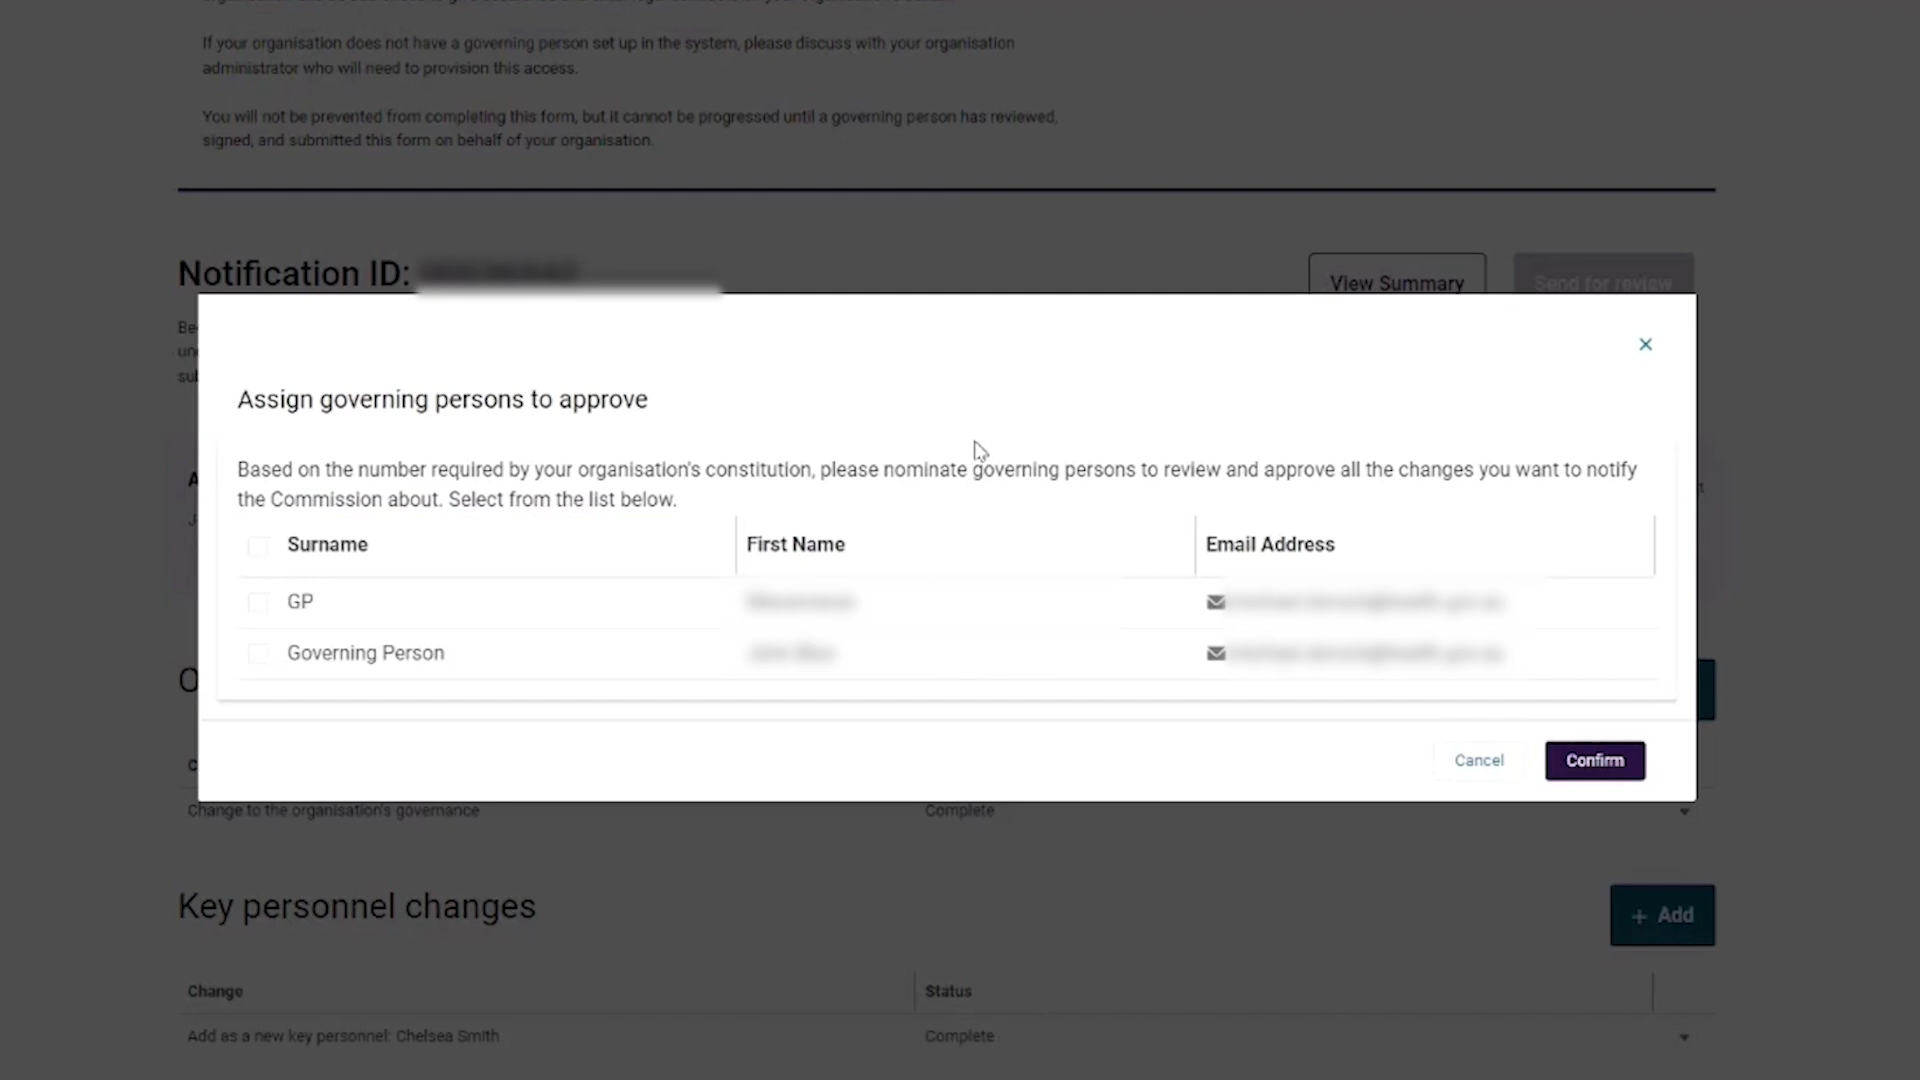 If your organisation does not have a governing person set up in the system, please discuss with your organisation
administrator who will need to provision this access.
You will not be prevented from completing this form, but it cannot be progressed until a governing person has reviewed,
signed, and submitted this form on behalf of your organisation.
Notification ID:
View Summary
Send for review
Assign governing persons to approve
Based on the number required by your organisation's constitution, please nominate governing persons to review and approve all the changes you want to notify
the Commission about. Select from the list below.
Surname First Name Email Address
GP
Governing Person
Cancel Confirm
Change to the organisation's governance Complete
Key personnel changes
+ Add
Change Status
Add as a new key personnel: Chelsea Smith Complete